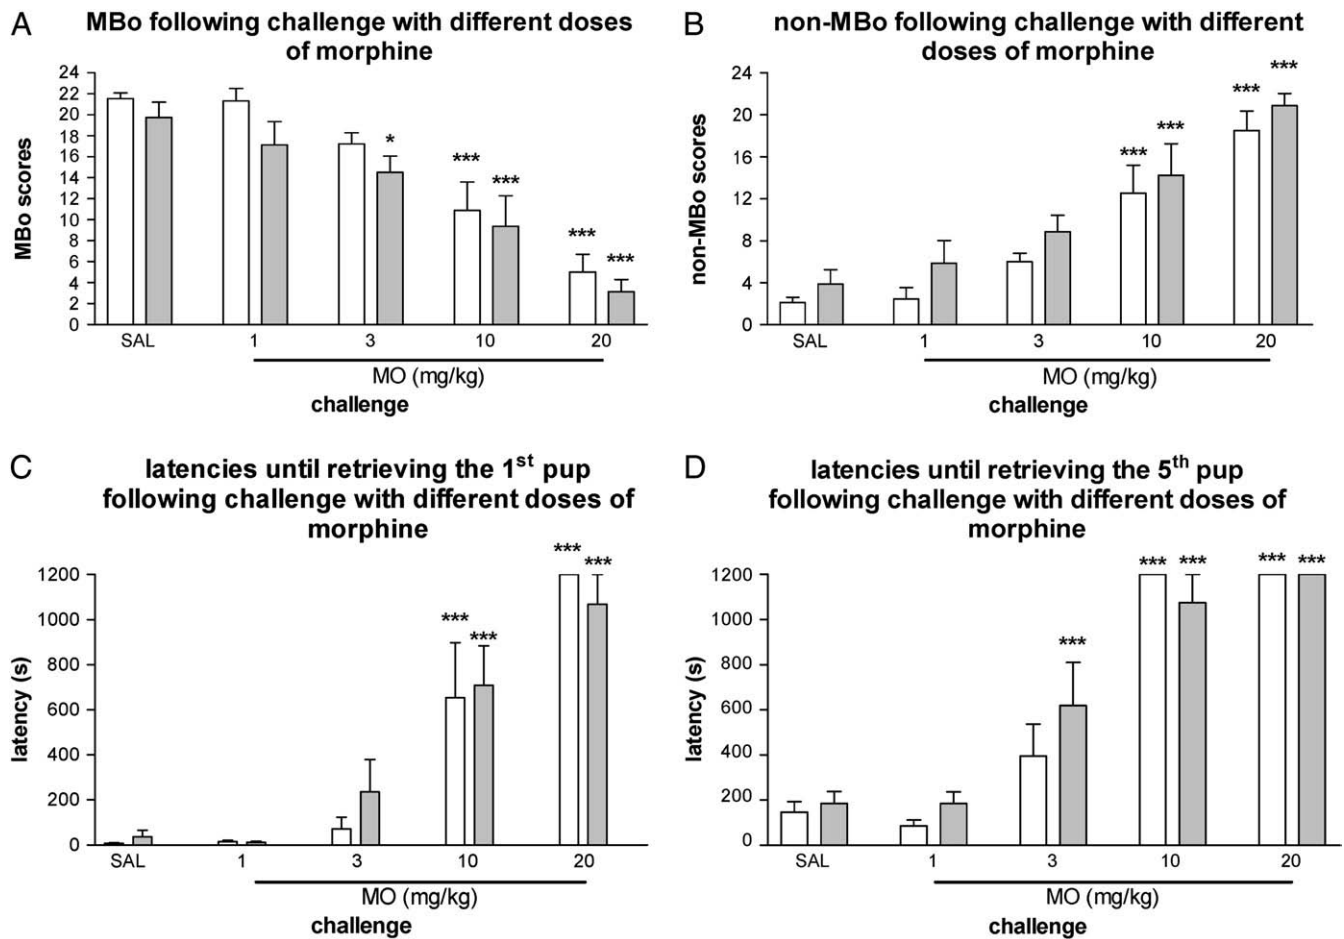 A
MBo following challenge with different doses
of morphine
MBo scores
24
22
20
18
16
14
12
10
8
6
4
2
0
*
***
***
***
***
SAL
1
3
10
20
MO (mg/kg)
challenge
B
non-MBo following challenge with different
doses of morphine
non-MBo scores
24
20
16
12
8
4
0
***
***
***
***
SAL
1
3
10
20
MO (mg/kg)
challenge
C
latencies until retrieving the 1st pup
following challenge with different doses of
morphine
latency (s)
1200
1000
800
600
400
200
0
***
***
***
***
SAL
1
3
10
20
MO (mg/kg)
challenge
D
latencies until retrieving the 5th pup
following challenge with different doses of
morphine
latency (s)
1200
1000
800
600
400
200
0
***
***
***
***
***
SAL
1
3
10
20
MO (mg/kg)
challenge